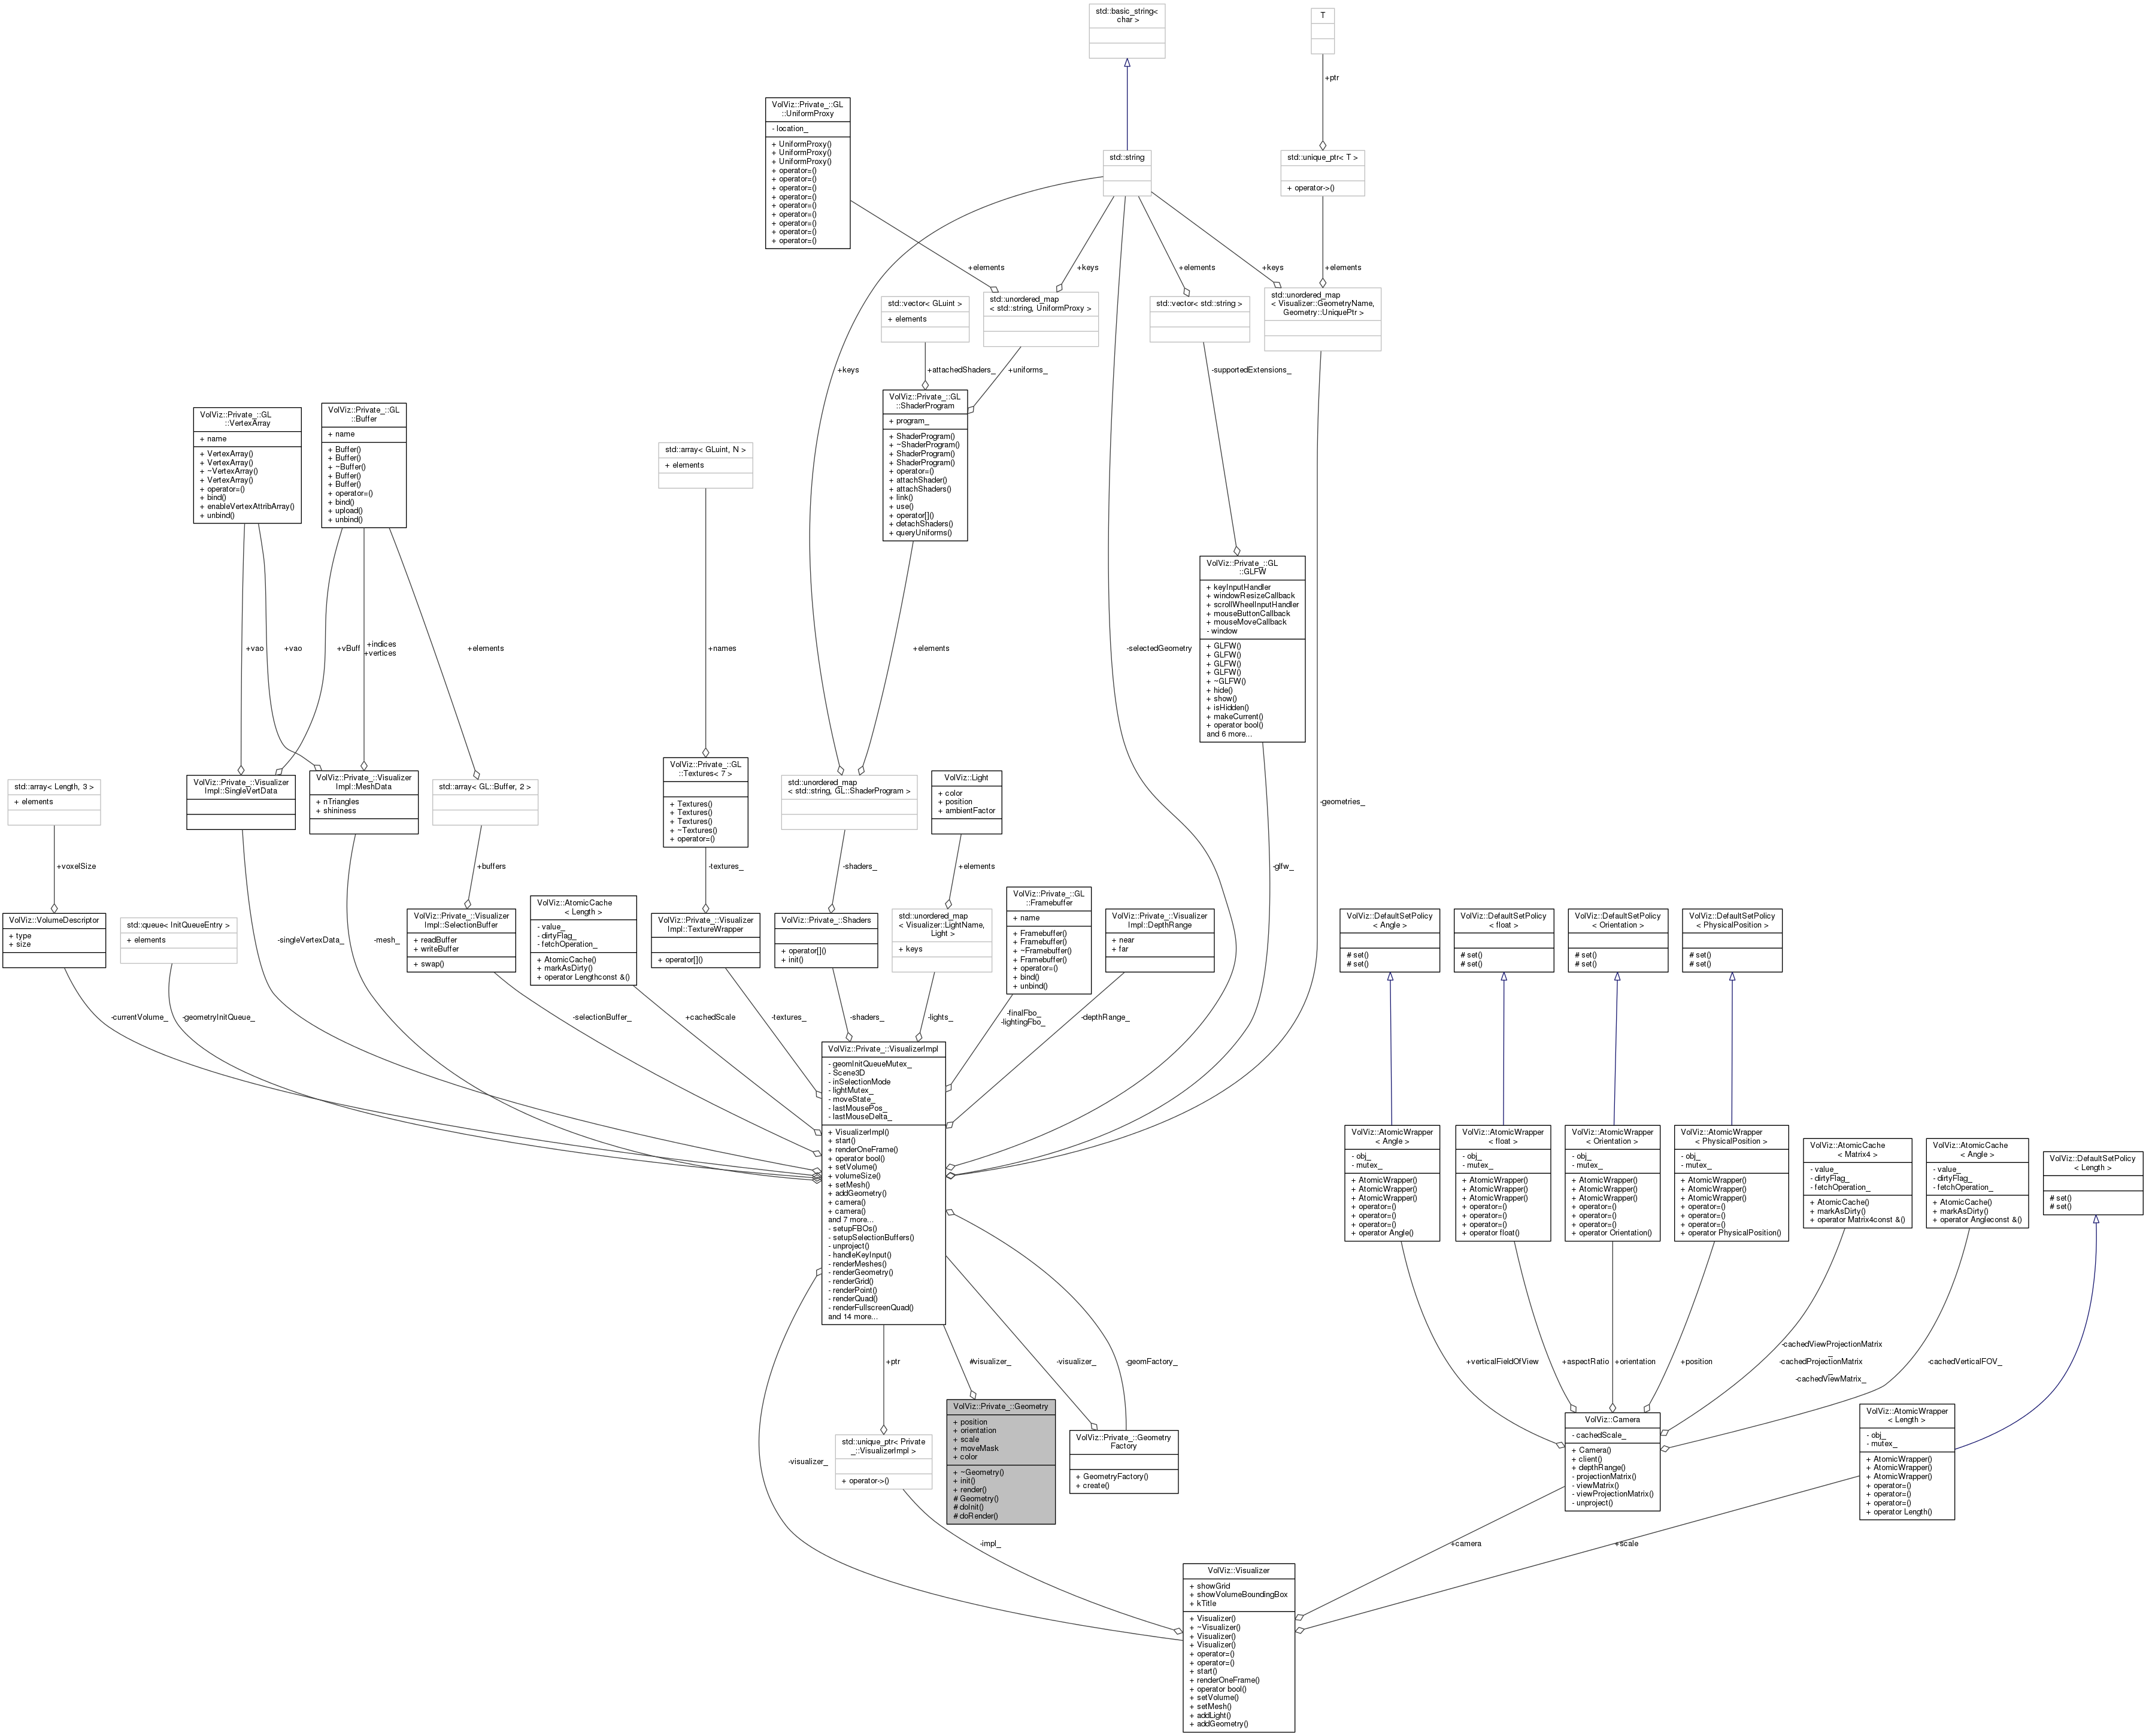 std::basic_string<
char >
T
+ptr
VolViz::Private_::GL
::UniformProxy
- location_
+ UniformProxy()
+ UniformProxy()
+ UniformProxy()
+ operator=()
+ operator=()
+ operator=()
+ operator=()
+ operator=()
+ operator=()
+ operator=()
+ operator=()
+ operator=()
std::string
std::unique_ptr< T >
+ operator->()
+elements
+keys
+elements
+keys
+elements
std::vector< GLuint >
+ elements
std::unordered_map
< std::string, UniformProxy >
std::vector< std::string >
std::unordered_map
< Visualizer::GeometryName,
Geometry::UniquePtr >
+keys
+attachedShaders_
+uniforms_
-supportedExtensions_
VolViz::Private_::GL
::VertexArray
+ name
+ VertexArray()
+ VertexArray()
+ ~VertexArray()
+ VertexArray()
+ operator=()
+ bind()
+ enableVertexAttribArray()
+ unbind()
VolViz::Private_::GL
::Buffer
+ name
+ Buffer()
+ Buffer()
+ ~Buffer()
+ Buffer()
+ Buffer()
+ operator=()
+ bind()
+ upload()
+ unbind()
std::array< GLuint, N >
+ elements
VolViz::Private_::GL
::ShaderProgram
+ program_
+ ShaderProgram()
+ ~ShaderProgram()
+ ShaderProgram()
+ ShaderProgram()
+ operator=()
+ attachShader()
+ attachShaders()
+ link()
+ use()
+ operator[]()
+ detachShaders()
+ queryUniforms()
VolViz::Private_::GL
::GLFW
+ keyInputHandler
+ windowResizeCallback
+ scrollWheelInputHandler
+ mouseButtonCallback
+ mouseMoveCallback
- window
+ GLFW()
+ GLFW()
+ GLFW()
+ GLFW()
+ ~GLFW()
+ hide()
+ show()
+ isHidden()
+ makeCurrent()
+ operator bool()
and 6 more...
+vao
+vao
+vBuff
+indices
+vertices
+elements
+names
+elements
-selectedGeometry
std::array< Length, 3 >
+ elements
VolViz::Private_::Visualizer
Impl::SingleVertData
VolViz::Private_::Visualizer
Impl::MeshData
+ nTriangles
+ shininess
std::array< GL::Buffer, 2 >
VolViz::Private_::GL
::Textures< 7 >
+ Textures()
+ Textures()
+ Textures()
+ ~Textures()
+ operator=()
std::unordered_map
< std::string, GL::ShaderProgram >
VolViz::Light
+ color
+ position
+ ambientFactor
-geometries_
+voxelSize
+buffers
-textures_
-shaders_
+elements
-glfw_
VolViz::VolumeDescriptor
+ type
+ size
std::queue< InitQueueEntry >
+ elements
VolViz::Private_::Visualizer
Impl::SelectionBuffer
+ readBuffer
+ writeBuffer
+ swap()
VolViz::AtomicCache
< Length >
- value_
- dirtyFlag_
- fetchOperation_
+ AtomicCache()
+ markAsDirty()
+ operator Lengthconst &()
VolViz::Private_::Visualizer
Impl::TextureWrapper
+ operator[]()
VolViz::Private_::Shaders
+ operator[]()
+ init()
std::unordered_map
< Visualizer::LightName,
Light >
+ keys
VolViz::Private_::GL
::Framebuffer
+ name
+ Framebuffer()
+ Framebuffer()
+ ~Framebuffer()
+ Framebuffer()
+ operator=()
+ bind()
+ unbind()
VolViz::Private_::Visualizer
Impl::DepthRange
+ near
+ far
VolViz::DefaultSetPolicy
< Angle >
# set()
# set()
VolViz::DefaultSetPolicy
< float >
# set()
# set()
VolViz::DefaultSetPolicy
< Orientation >
# set()
# set()
VolViz::DefaultSetPolicy
< PhysicalPosition >
# set()
# set()
-singleVertexData_
-mesh_
-currentVolume_
-geometryInitQueue_
-selectionBuffer_
+cachedScale
-textures_
-shaders_
-lights_
-finalFbo_
-lightingFbo_
-depthRange_
VolViz::Private_::VisualizerImpl
- geomInitQueueMutex_
- Scene3D
- inSelectionMode
- lightMutex_
- moveState_
- lastMousePos_
- lastMouseDelta_
+ VisualizerImpl()
+ start()
+ renderOneFrame()
+ operator bool()
+ setVolume()
+ volumeSize()
+ setMesh()
+ addGeometry()
+ camera()
+ camera()
and 7 more...
- setupFBOs()
- setupSelectionBuffers()
- unproject()
- handleKeyInput()
- renderMeshes()
- renderGeometry()
- renderGrid()
- renderPoint()
- renderQuad()
- renderFullscreenQuad()
and 14 more...
VolViz::AtomicWrapper
< Angle >
- obj_
- mutex_
+ AtomicWrapper()
+ AtomicWrapper()
+ AtomicWrapper()
+ operator=()
+ operator=()
+ operator=()
+ operator Angle()
VolViz::AtomicWrapper
< float >
- obj_
- mutex_
+ AtomicWrapper()
+ AtomicWrapper()
+ AtomicWrapper()
+ operator=()
+ operator=()
+ operator=()
+ operator float()
VolViz::AtomicWrapper
< Orientation >
- obj_
- mutex_
+ AtomicWrapper()
+ AtomicWrapper()
+ AtomicWrapper()
+ operator=()
+ operator=()
+ operator=()
+ operator Orientation()
VolViz::AtomicWrapper
< PhysicalPosition >
- obj_
- mutex_
+ AtomicWrapper()
+ AtomicWrapper()
+ AtomicWrapper()
+ operator=()
+ operator=()
+ operator=()
+ operator PhysicalPosition()
VolViz::AtomicCache
< Matrix4 >
- value_
- dirtyFlag_
- fetchOperation_
+ AtomicCache()
+ markAsDirty()
+ operator Matrix4const &()
VolViz::AtomicCache
< Angle >
- value_
- dirtyFlag_
- fetchOperation_
+ AtomicCache()
+ markAsDirty()
+ operator Angleconst &()
VolViz::DefaultSetPolicy
< Length >
# set()
# set()
+ptr
#visualizer_
-visualizer_
-geomFactory_
+verticalFieldOfView
+aspectRatio
+orientation
+position
-cachedViewProjectionMatrix
_
-cachedProjectionMatrix
_
-cachedViewMatrix_
-cachedVerticalFOV_
-visualizer_
std::unique_ptr< Private
_::VisualizerImpl >
+ operator->()
VolViz::Private_::Geometry
+ position
+ orientation
+ scale
+ moveMask
+ color
+ ~Geometry()
+ init()
+ render()
# Geometry()
# doInit()
# doRender()
VolViz::Private_::Geometry
Factory
+ GeometryFactory()
+ create()
VolViz::Camera
- cachedScale_
+ Camera()
+ client()
+ depthRange()
- projectionMatrix()
- viewMatrix()
- viewProjectionMatrix()
- unproject()
VolViz::AtomicWrapper
< Length >
- obj_
- mutex_
+ AtomicWrapper()
+ AtomicWrapper()
+ AtomicWrapper()
+ operator=()
+ operator=()
+ operator=()
+ operator Length()
-impl_
+camera
+scale
VolViz::Visualizer
+ showGrid
+ showVolumeBoundingBox
+ kTitle
+ Visualizer()
+ ~Visualizer()
+ Visualizer()
+ Visualizer()
+ operator=()
+ operator=()
+ start()
+ renderOneFrame()
+ operator bool()
+ setVolume()
+ setMesh()
+ addLight()
+ addGeometry()